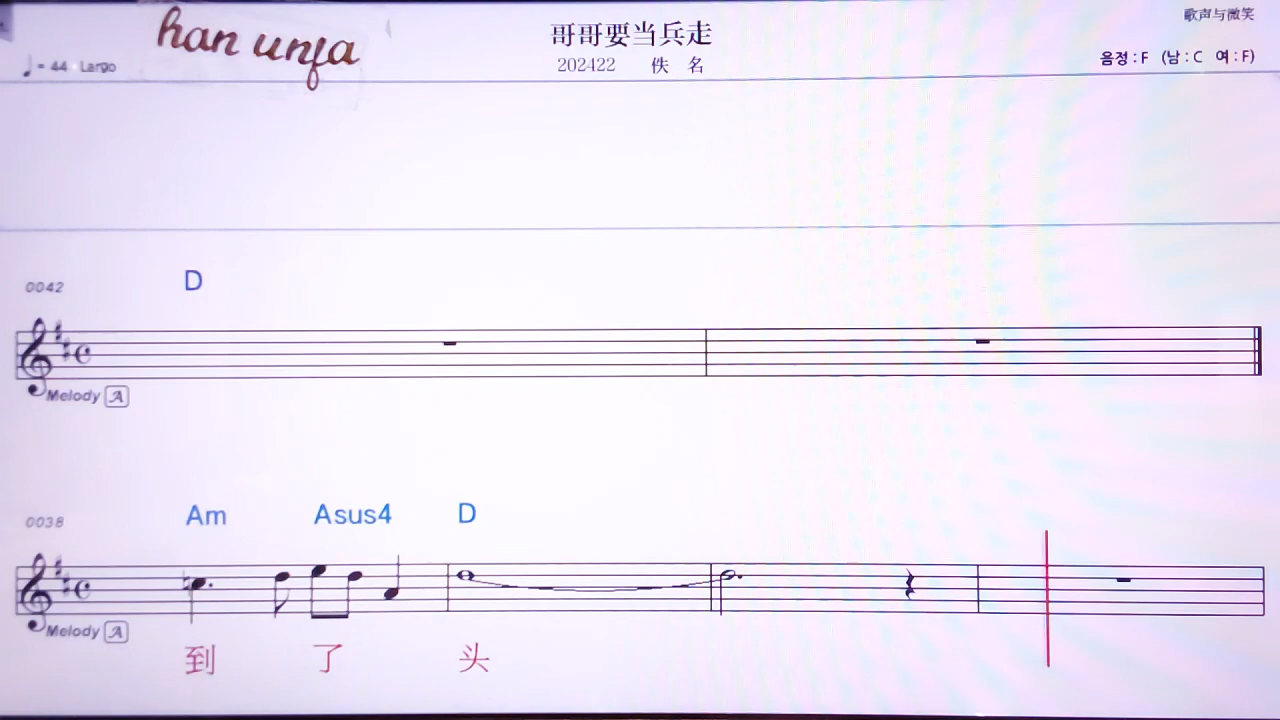 han unfa
歌声与微笑
哥哥要当兵走
♩ = 44 · Largo
202422 佚 名
음정 : F (남 : C 여 : F)
0042
D
Melody A
0038
Am Asus4 D
Melody A
到 了 头